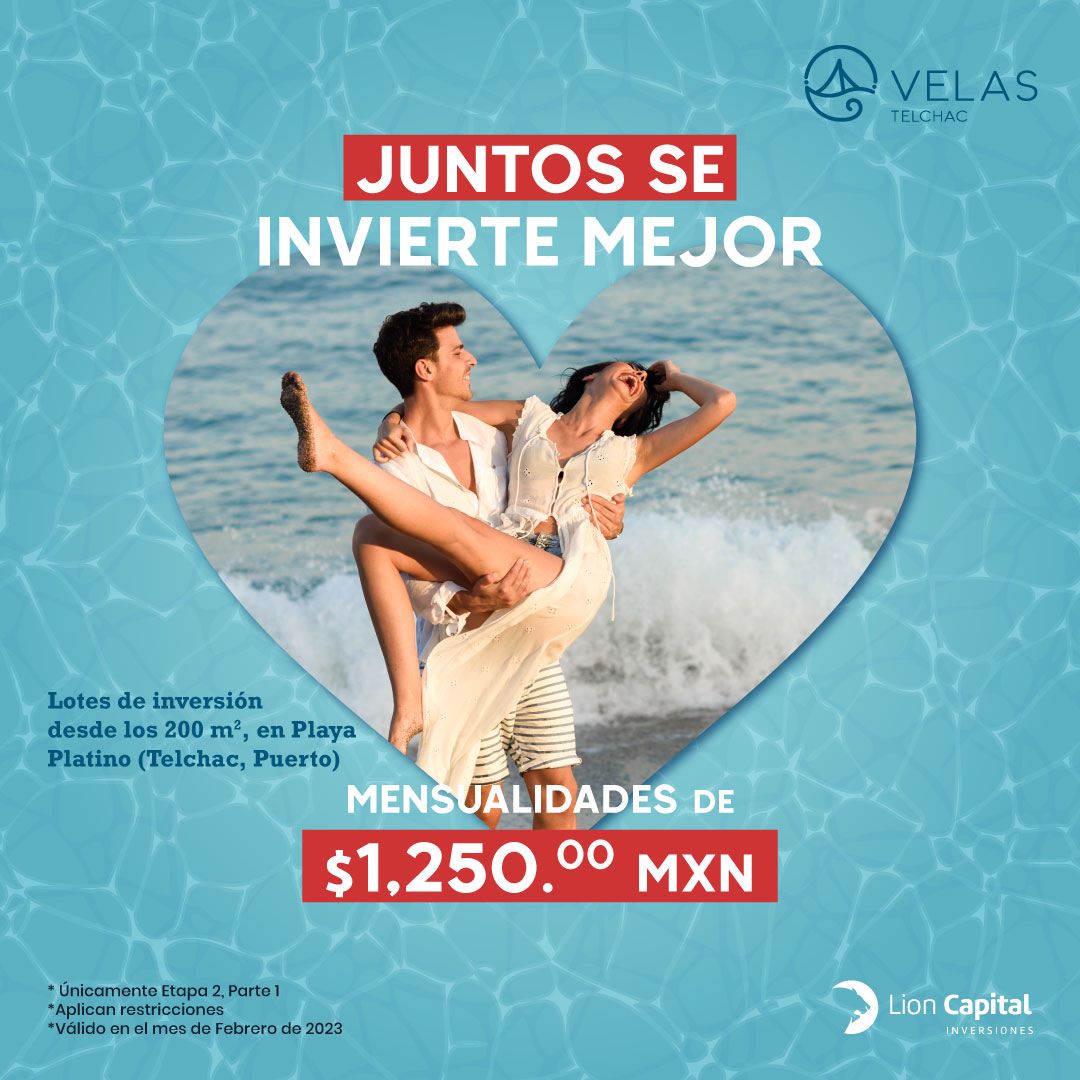 VELAS
TELCHAC
JUNTOS SE
INVIERTE MEJOR
Lotes de inversión
desde los 200 m², en Playa
Platino (Telchac, Puerto)
MENSUALIDADES DE
$1,250.⁰⁰ MXN
* Únicamente Etapa 2, Parte 1
*Aplican restricciones
*Válido en el mes de Febrero de 2023
Lion Capital
INVERSIONES